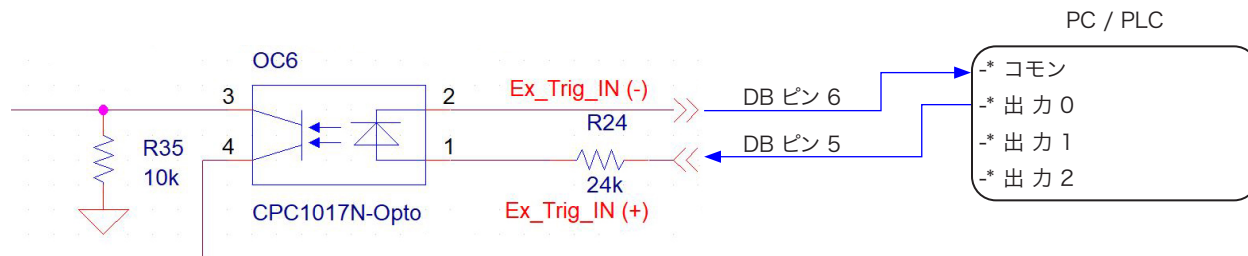 PC / PLC
OC6
-* コモン
Ex_Trig_IN (-)
3
2
DB ピン 6
-* 出 力 0
R24
R35
4
1
DB ピン 5
-* 出 力 1
10k
24k
-* 出 力 2
CPC1017N-Opto
Ex_Trig_IN (+)